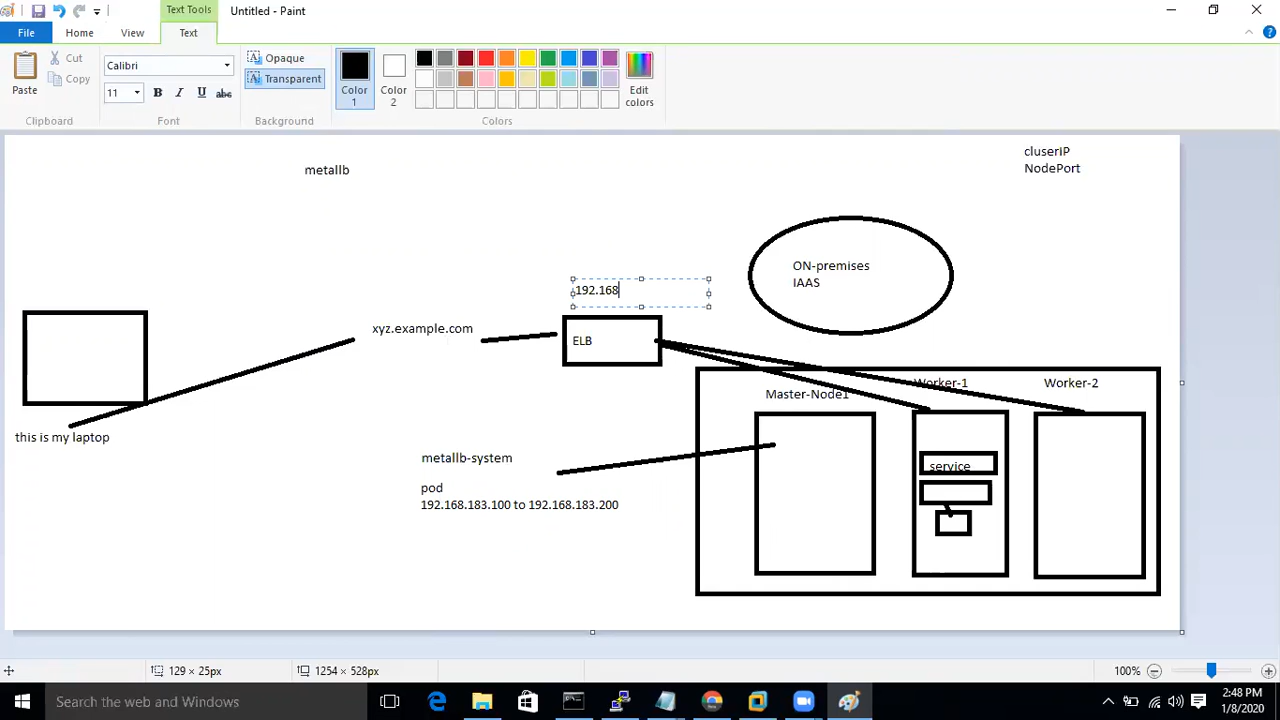 Text Tools
Untitled - Paint
File
Home
View
Text
Paste
Cut
Copy
Clipboard
Calibri
11
B I U abc
Font
Opaque
Transparent
Background
Color 1
Color 2
Edit colors
Colors
cluseriP
NodePort
metallb
ON-premises
IAAS
192.168
xyz.example.com
ELB
Worker-1
Worker-2
Master-Node1
this is my laptop
metallb-system
service
pod
192.168.183.100 to 192.168.183.200
129 × 25px
1254 × 528px
100%
Search the web and Windows
2:48 PM
1/8/2020